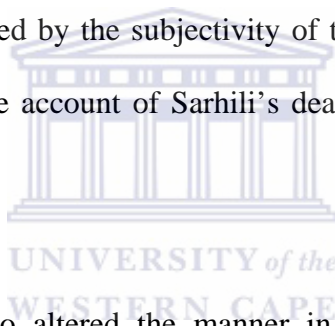 ed by the subjectivity of t
e account of Sarhili’s dea
UNIVERSITY of the
o altered the manner in
WESTERN CAPE